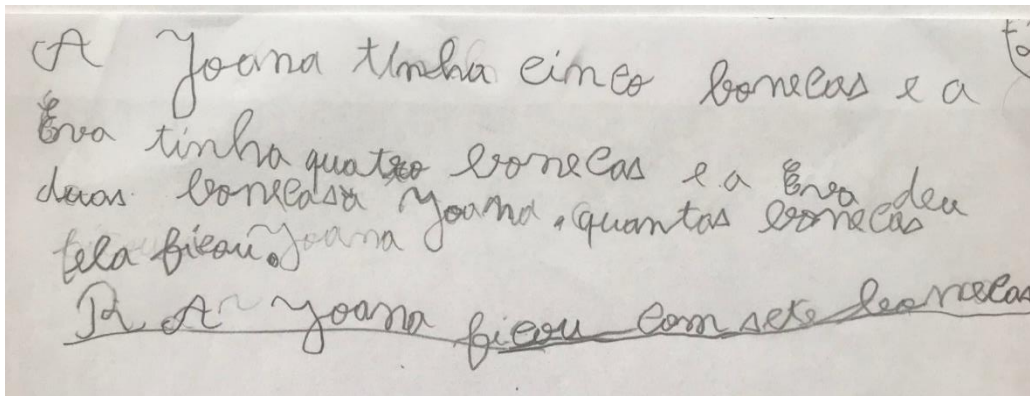 A Joana tinha cinco bonecas e a
Eva tinha quatro bonecas e a Eva deu
duas bonecas a Joana. quantas bonecas
ela ficou. Joana
R A Joana ficou com sete bonecas